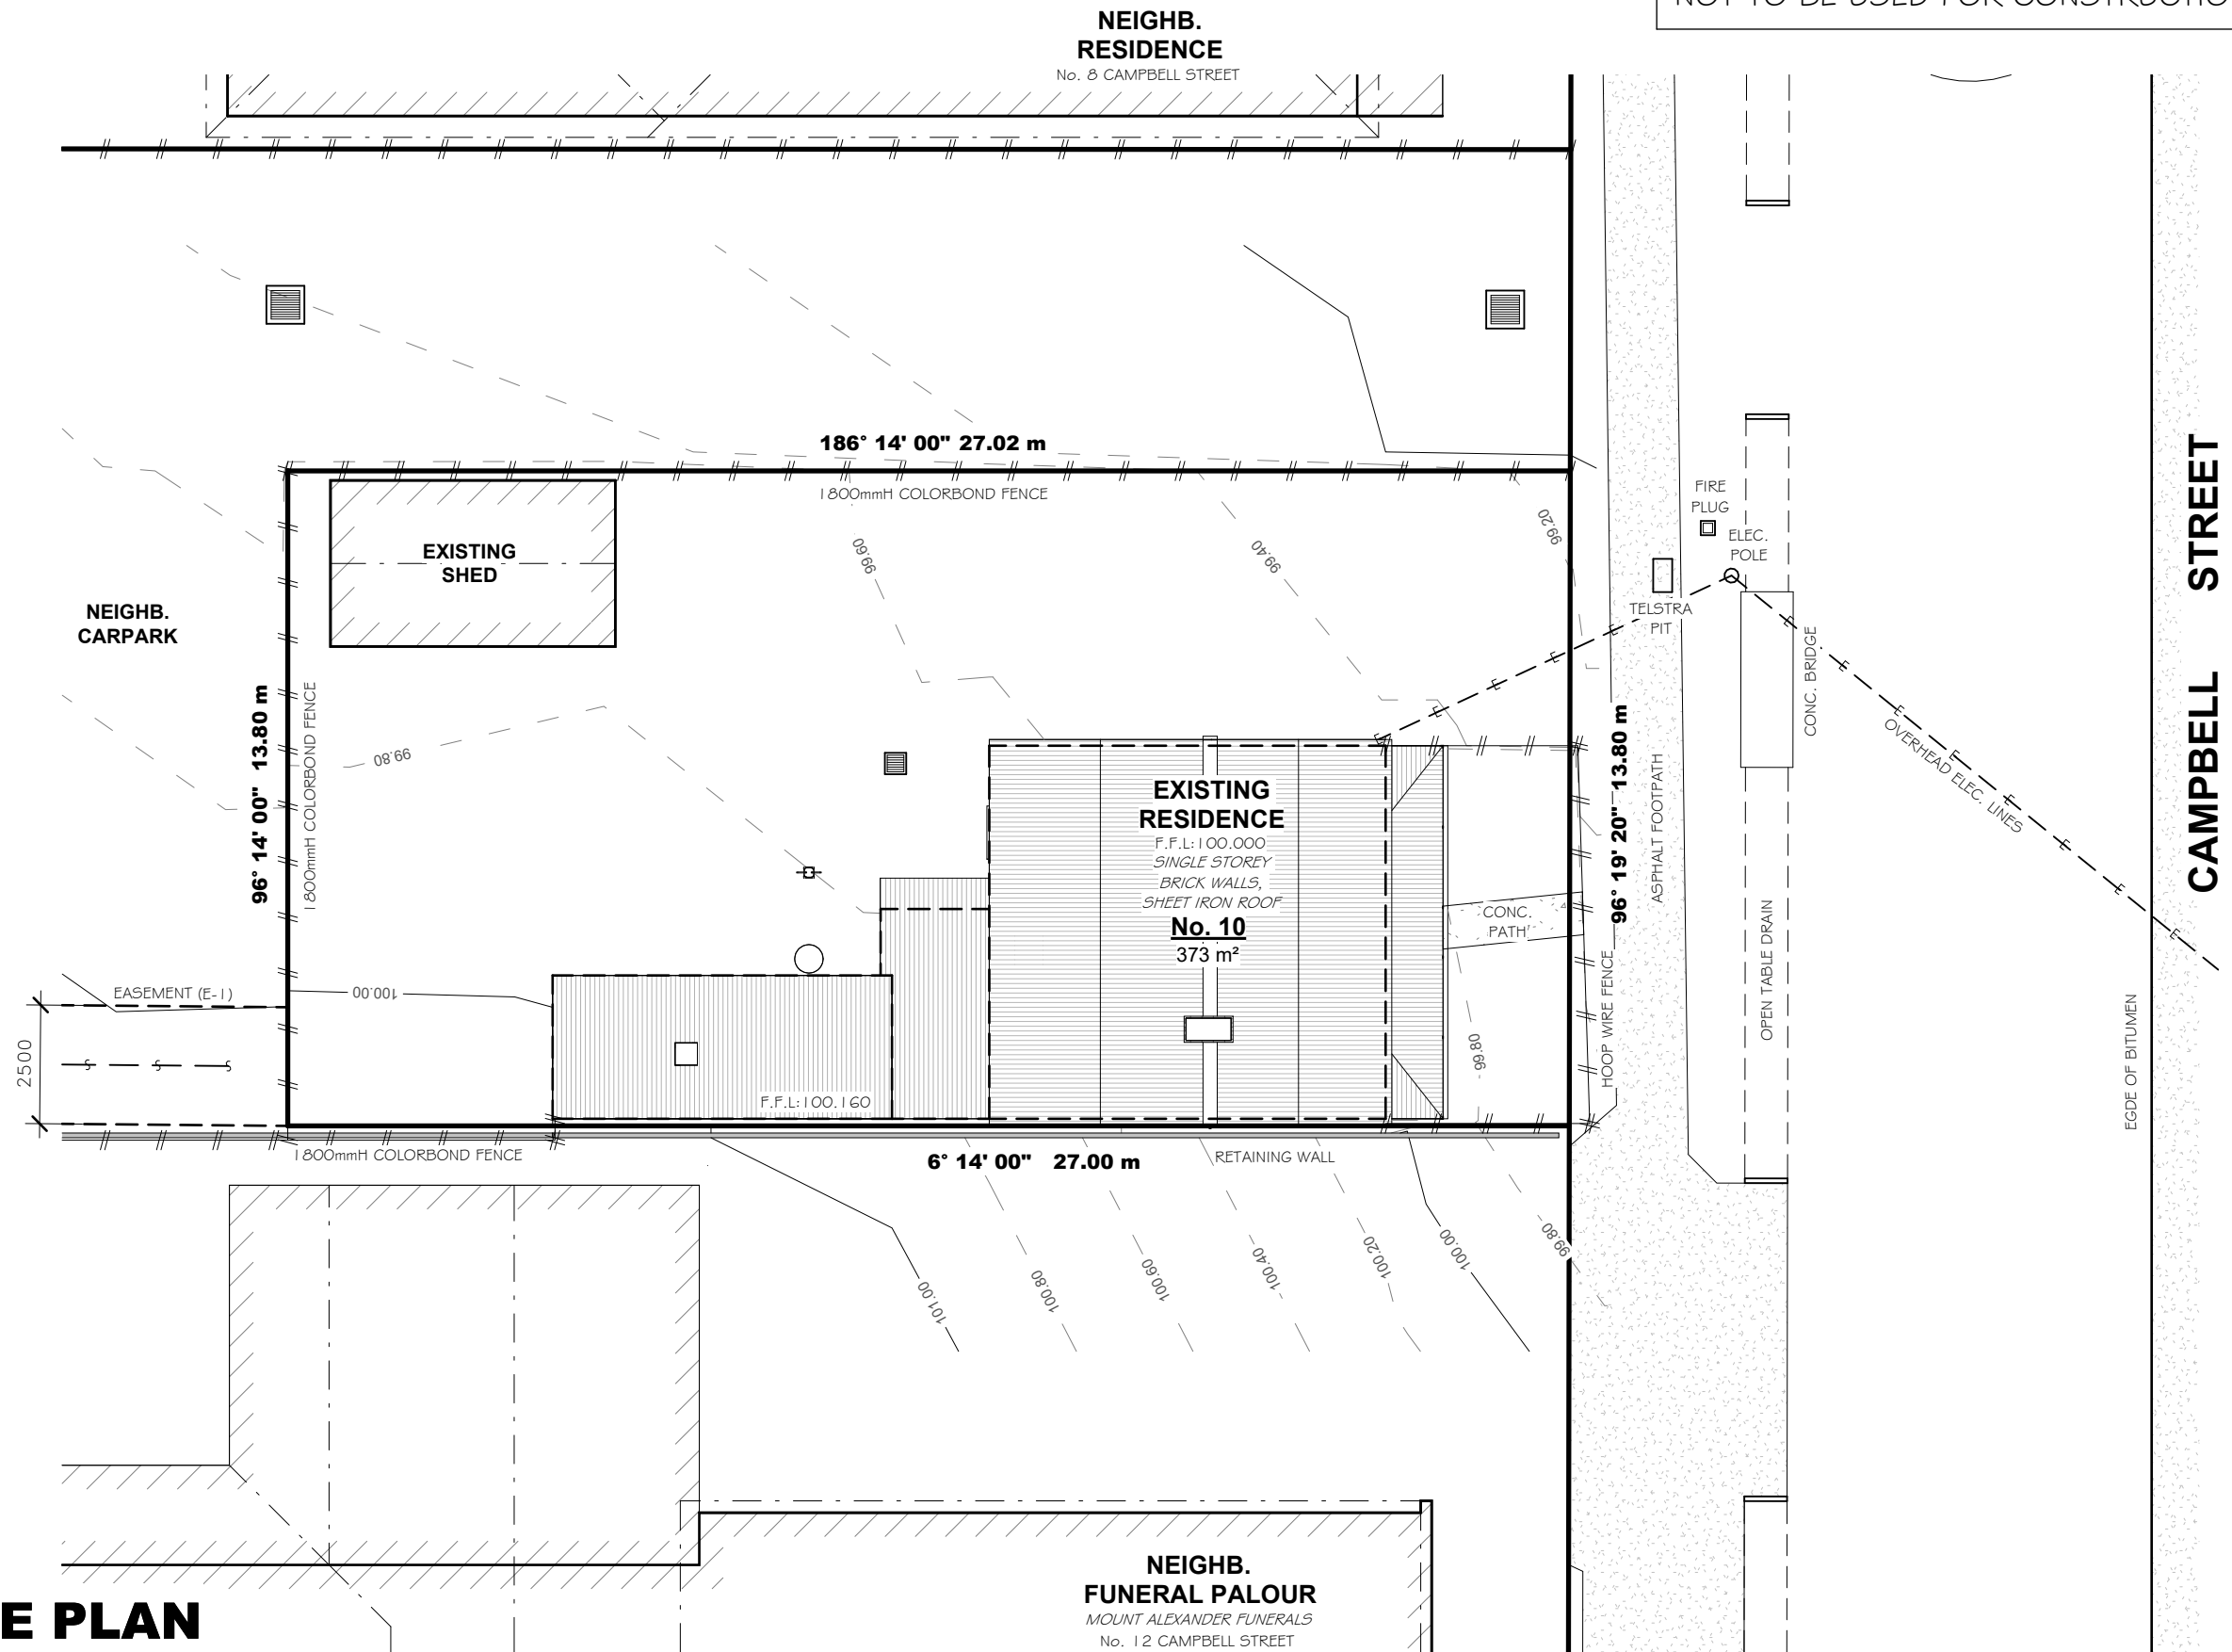 NOT TO BE USED FOR
NEIGHB.
RESIDENCE
No. 8 CAMPBELL STREET
186° 14' 00" 27.02 m
1800mmH COLORBOND FENCE
EXISTING
SHED
99.60
99.40
99.20
FIRE
PLUG
ELEC.
POLE
TELSTRA
PIT
CONC. BRIDGE
OVERHEAD ELEC. LINES
CAMPBELL STREET
NEIGHB.
CARPARK
96° 14' 00" 13.80 m
1800mmH COLORBOND FENCE
99.80
EXISTING
RESIDENCE
F.F.L:100.000
SINGLE STOREY
BRICK WALLS,
SHEET IRON ROOF
No. 10
373 m²
CONC.
PATH
96° 19' 20" 13.80 m
ASPHALT FOOTPATH
HOOP WIRE FENCE
OPEN TABLE DRAIN
EGDE OF BITUMEN
EASEMENT (E-1)
100.00
2500
F.F.L:100.160
99.80
1800mmH COLORBOND FENCE
6° 14' 00" 27.00 m
RETAINING WALL
101.00
100.80
100.60
100.40
100.20
100.00
99.80
NEIGHB.
FUNERAL PALOUR
MOUNT ALEXANDER FUNERALS
No. 12 CAMPBELL STREET
E PLAN